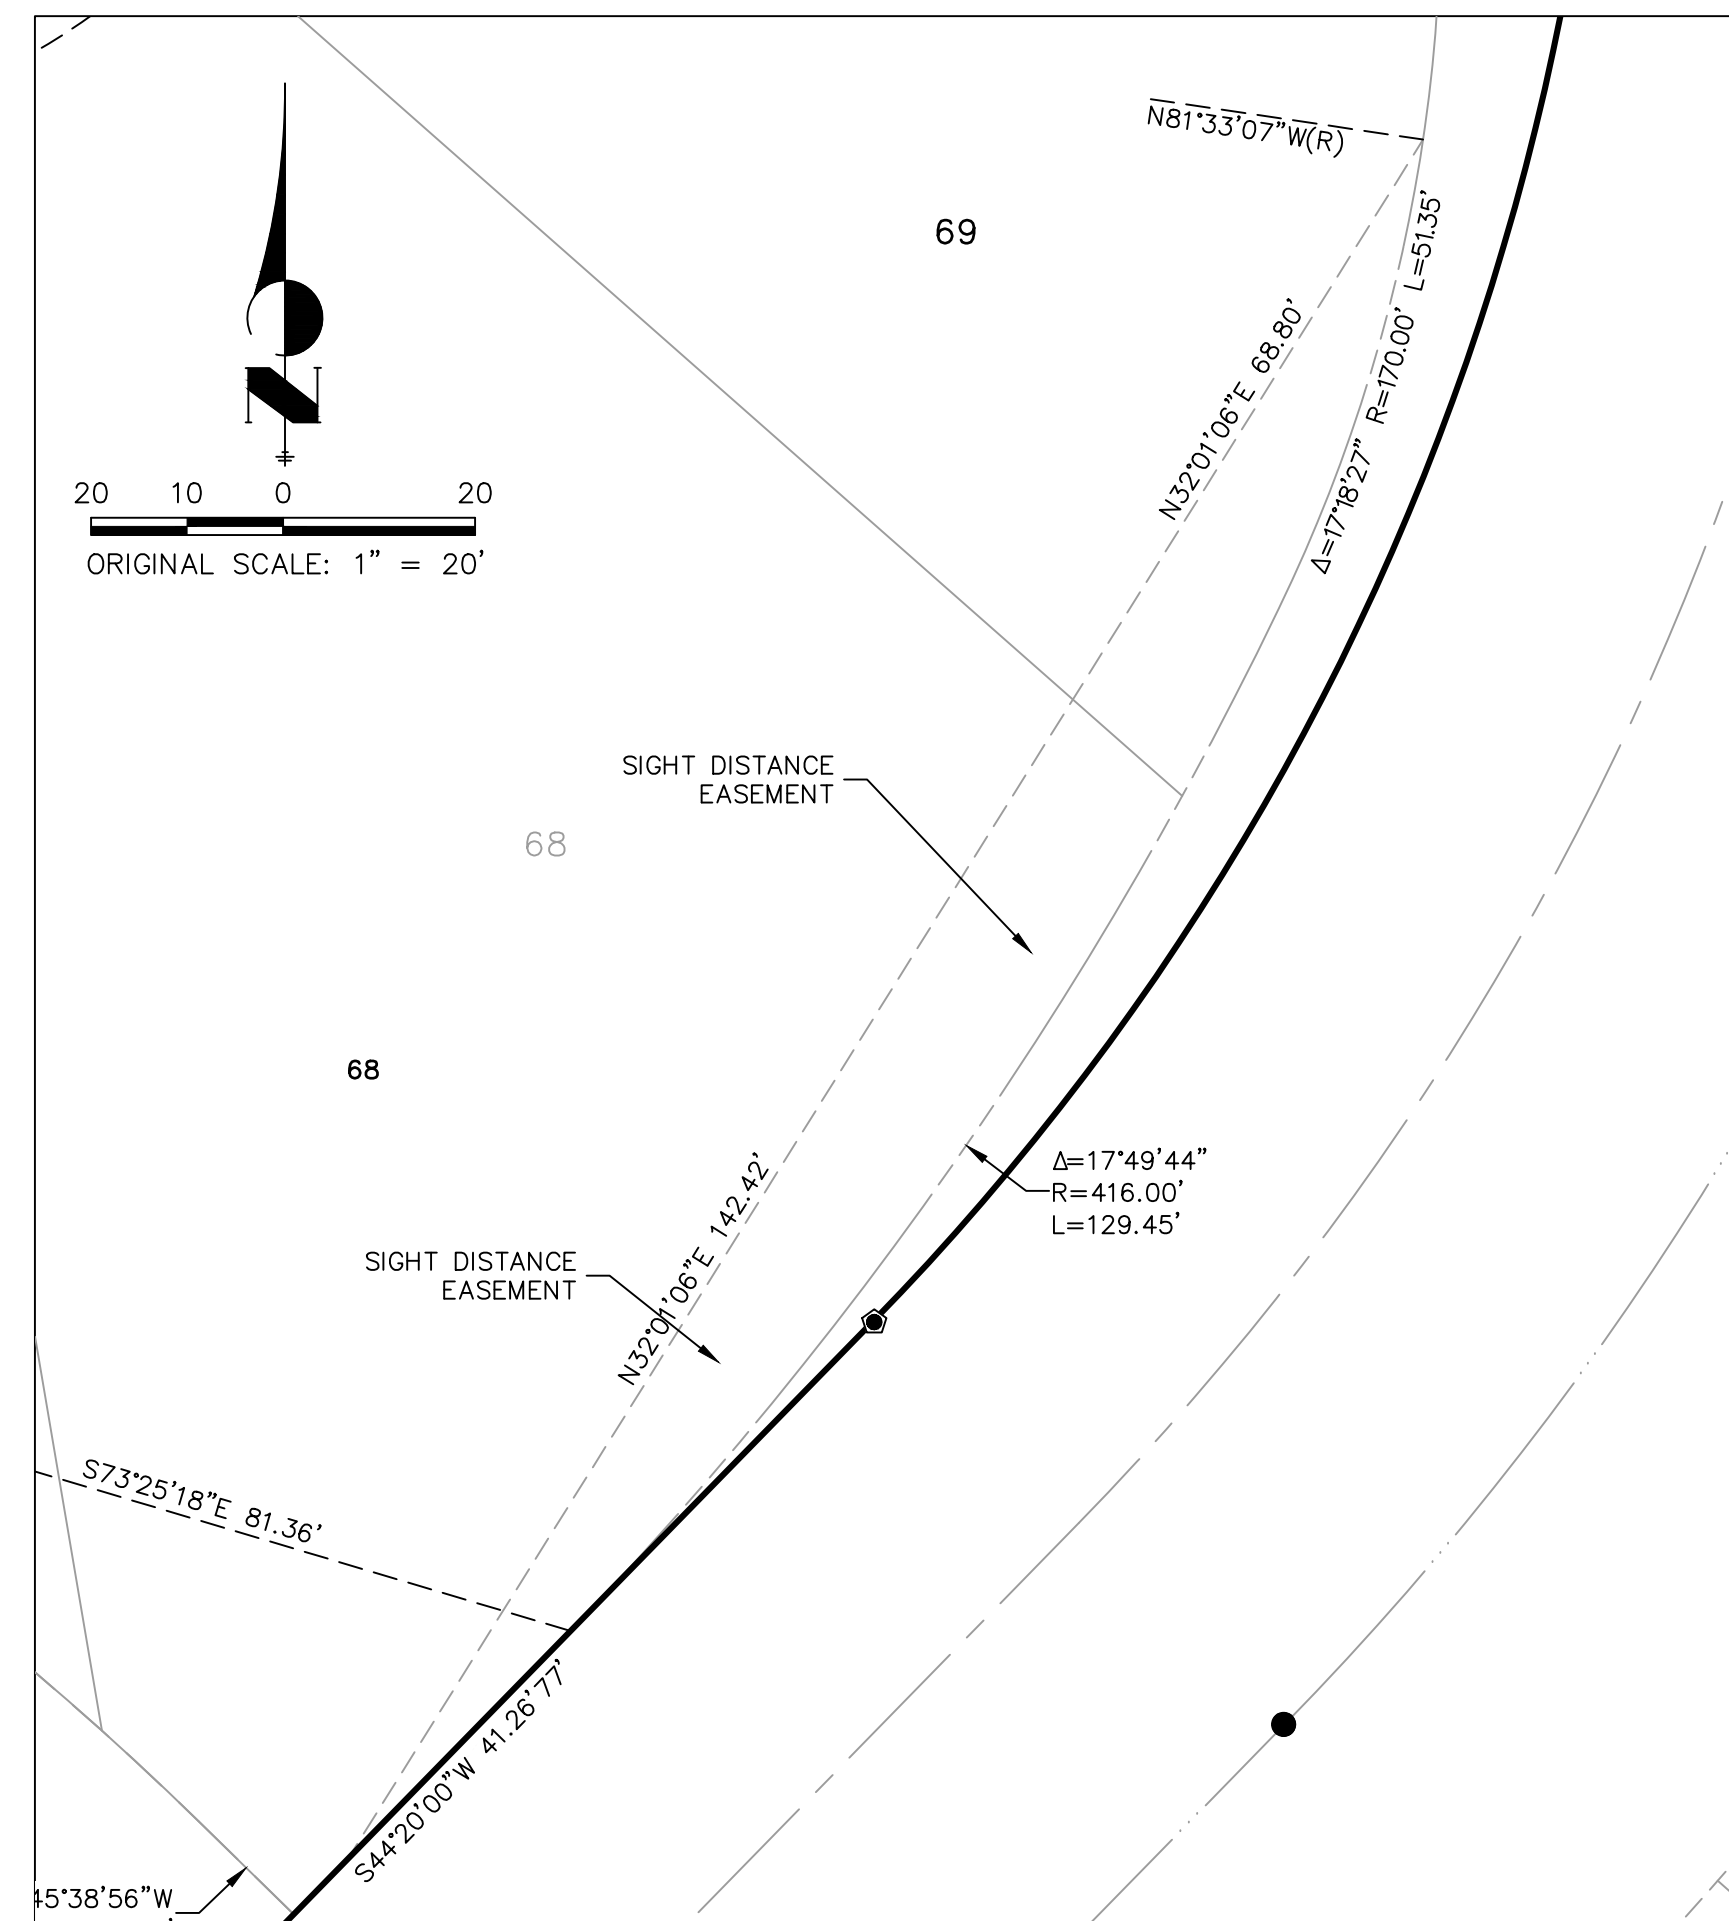 N81°33'07"W(R)
69
L=51.35'
R=170.00'
Δ=17°18'27"
N32°01'06"E 68.80'
N
20 10 0 20
ORIGINAL SCALE: 1" = 20'
SIGHT DISTANCE
EASEMENT
68
68
Δ=17°49'44"
R=416.00'
L=129.45'
N32°01'06"E 142.42'
SIGHT DISTANCE
EASEMENT
S73°25'18"E 81.36'
S44°20'00"W 41.26'77'
45°38'56"W